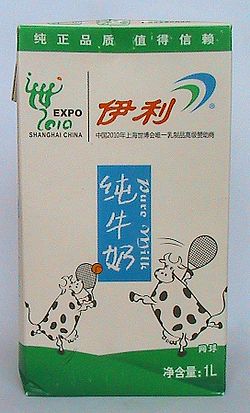 纯正品质 值得信赖
EXPO
2010
SHANGHAI CHINA
伊利®
中国2010年上海世博会唯一乳制品高级赞助商
纯牛奶
Pure Milk
网球
净含量:1L